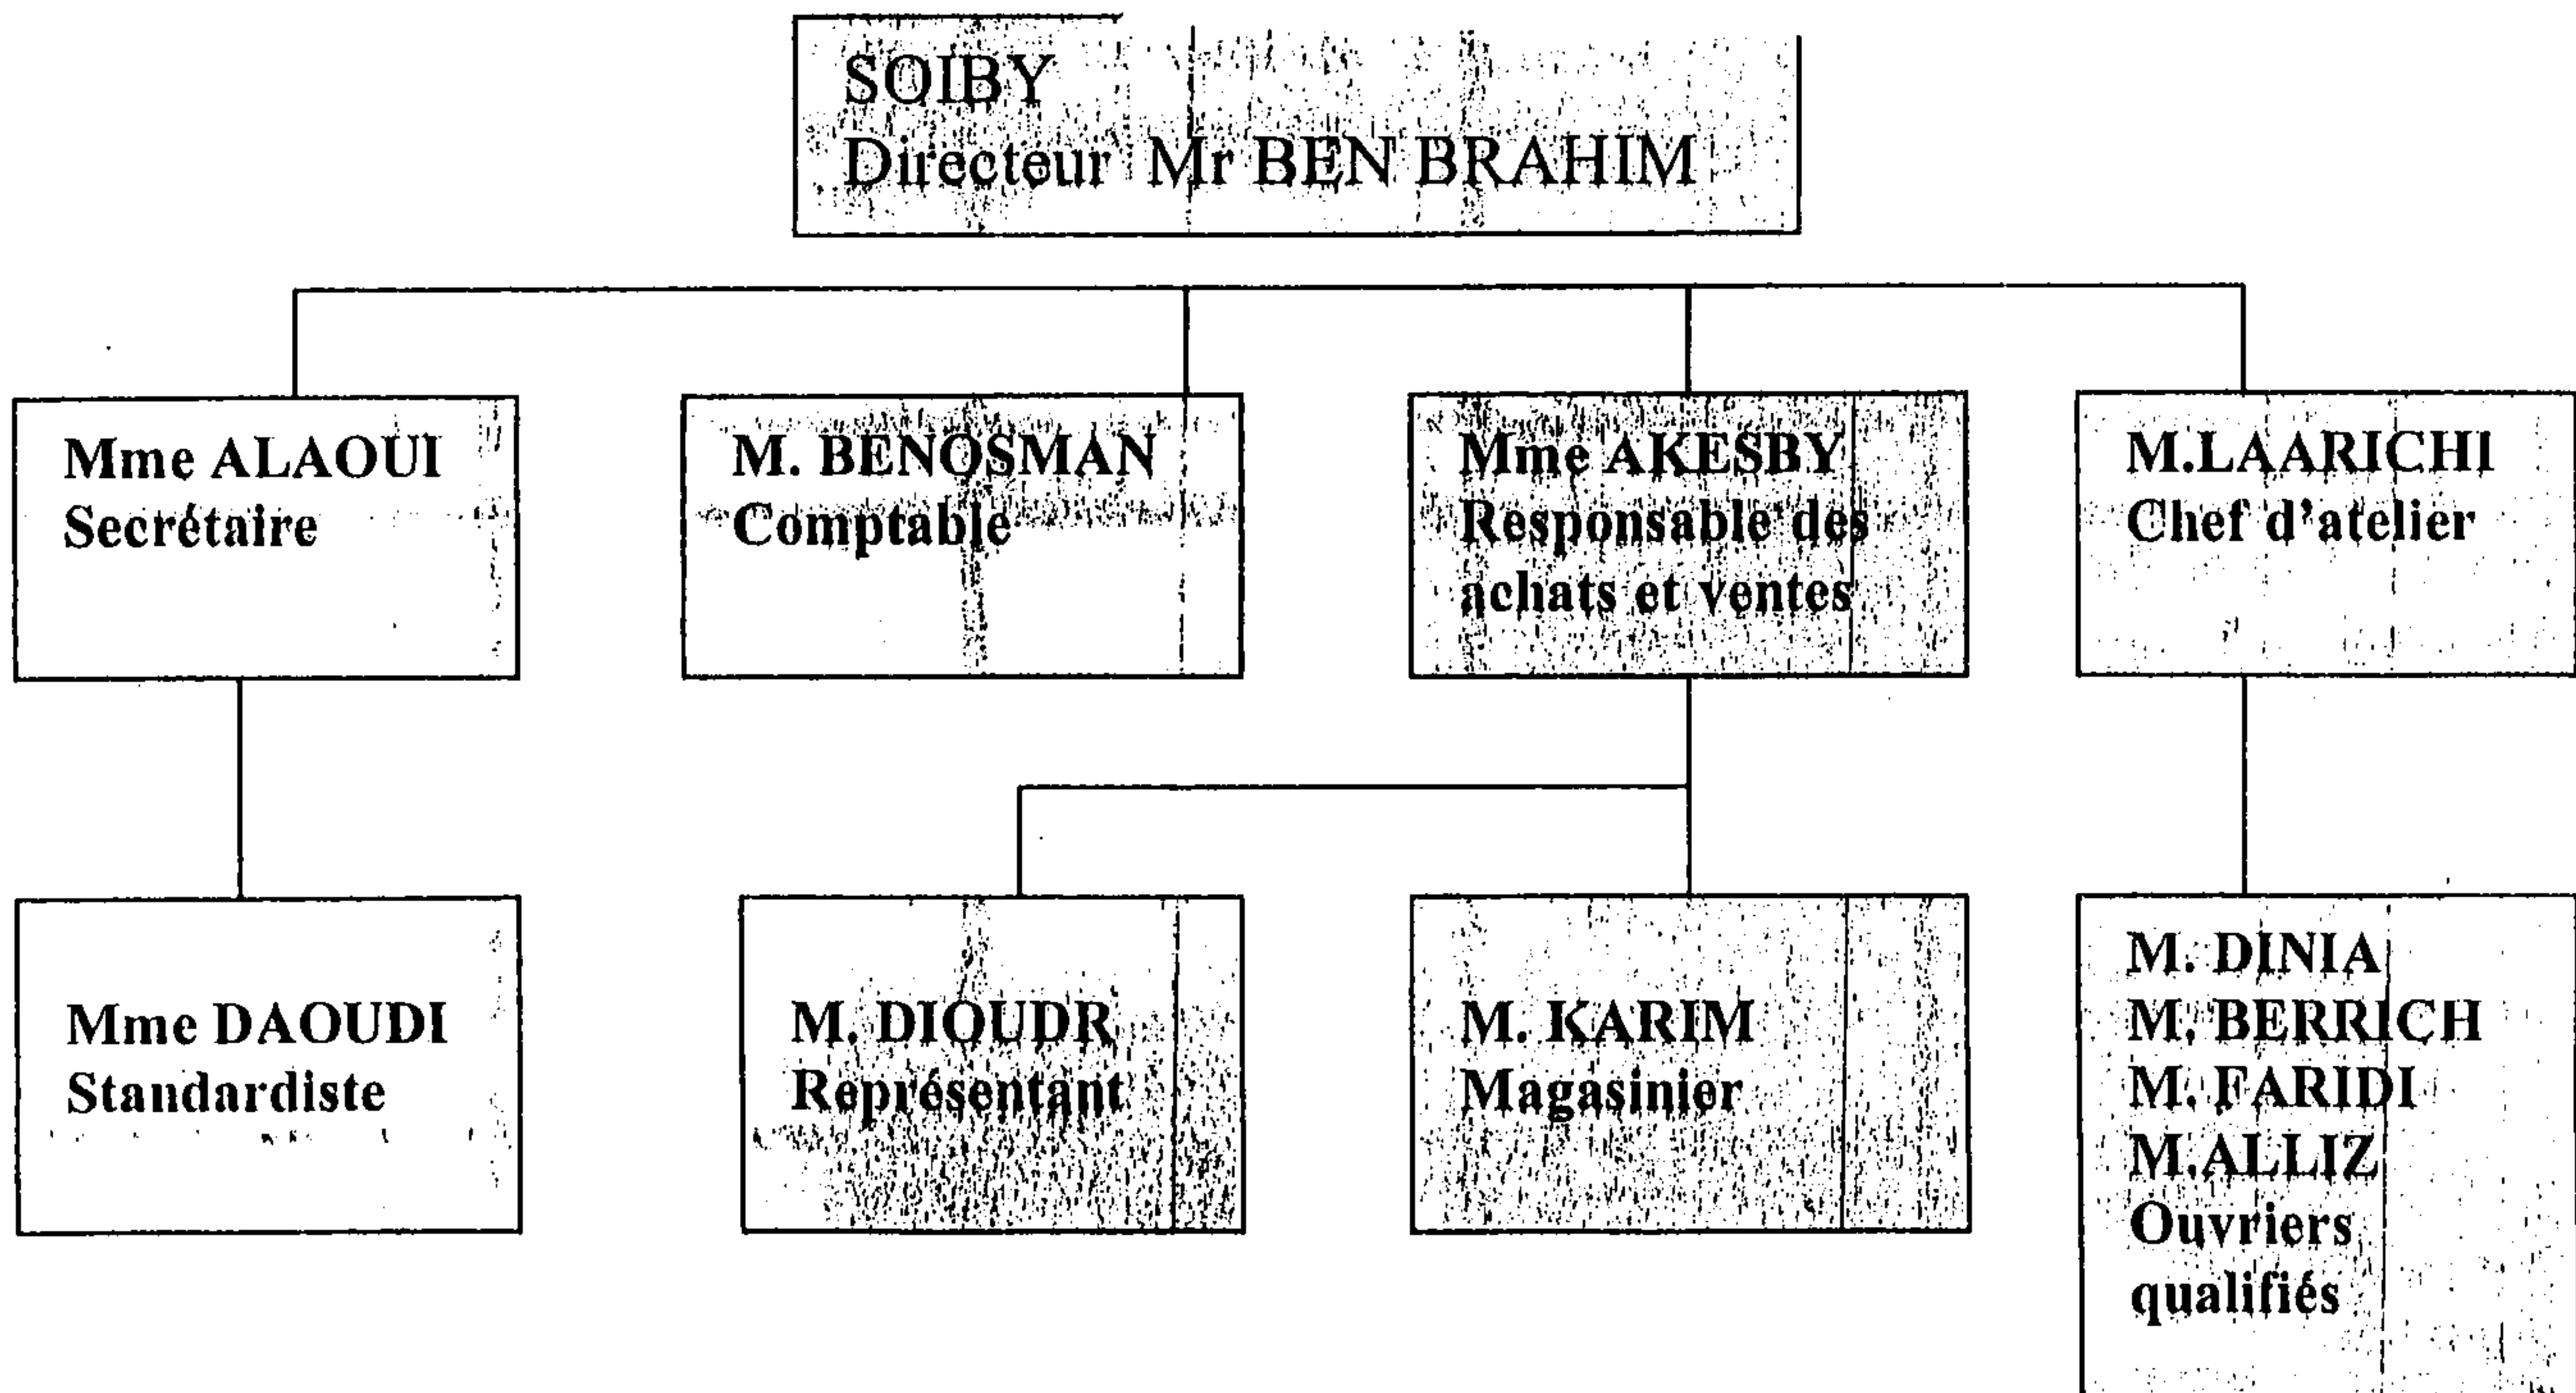 SOIBY
Directeur Mr BEN BRAHIM
Mme ALAOUI
Secrétaire
M. BENOSMAN
Comptable
Mme AKESBY
Responsable des
achats et ventes
M.LAARICHI
Chef d'atelier
Mme DAOUDI
Standardiste
M. DIOUDR
Représentant
M. KARIM
Magasinier
M. DINIA
M. BERRICH
M. FARIDI
M.ALLIZ
Ouvriers
qualifiés